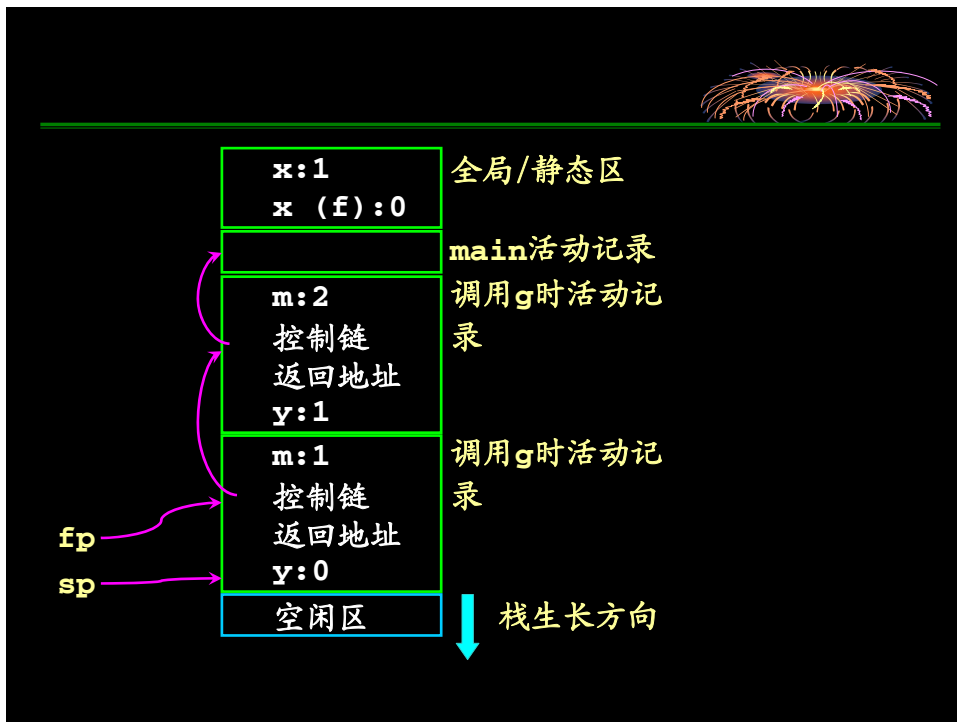 x:1
全局/静态区
x (f):0
main活动记录
m:2
调用g时活动记
控制链
录
返回地址
y:1
m:1
调用g时活动记
控制链
录
fp
返回地址
sp
y:0
空闲区
栈生长方向